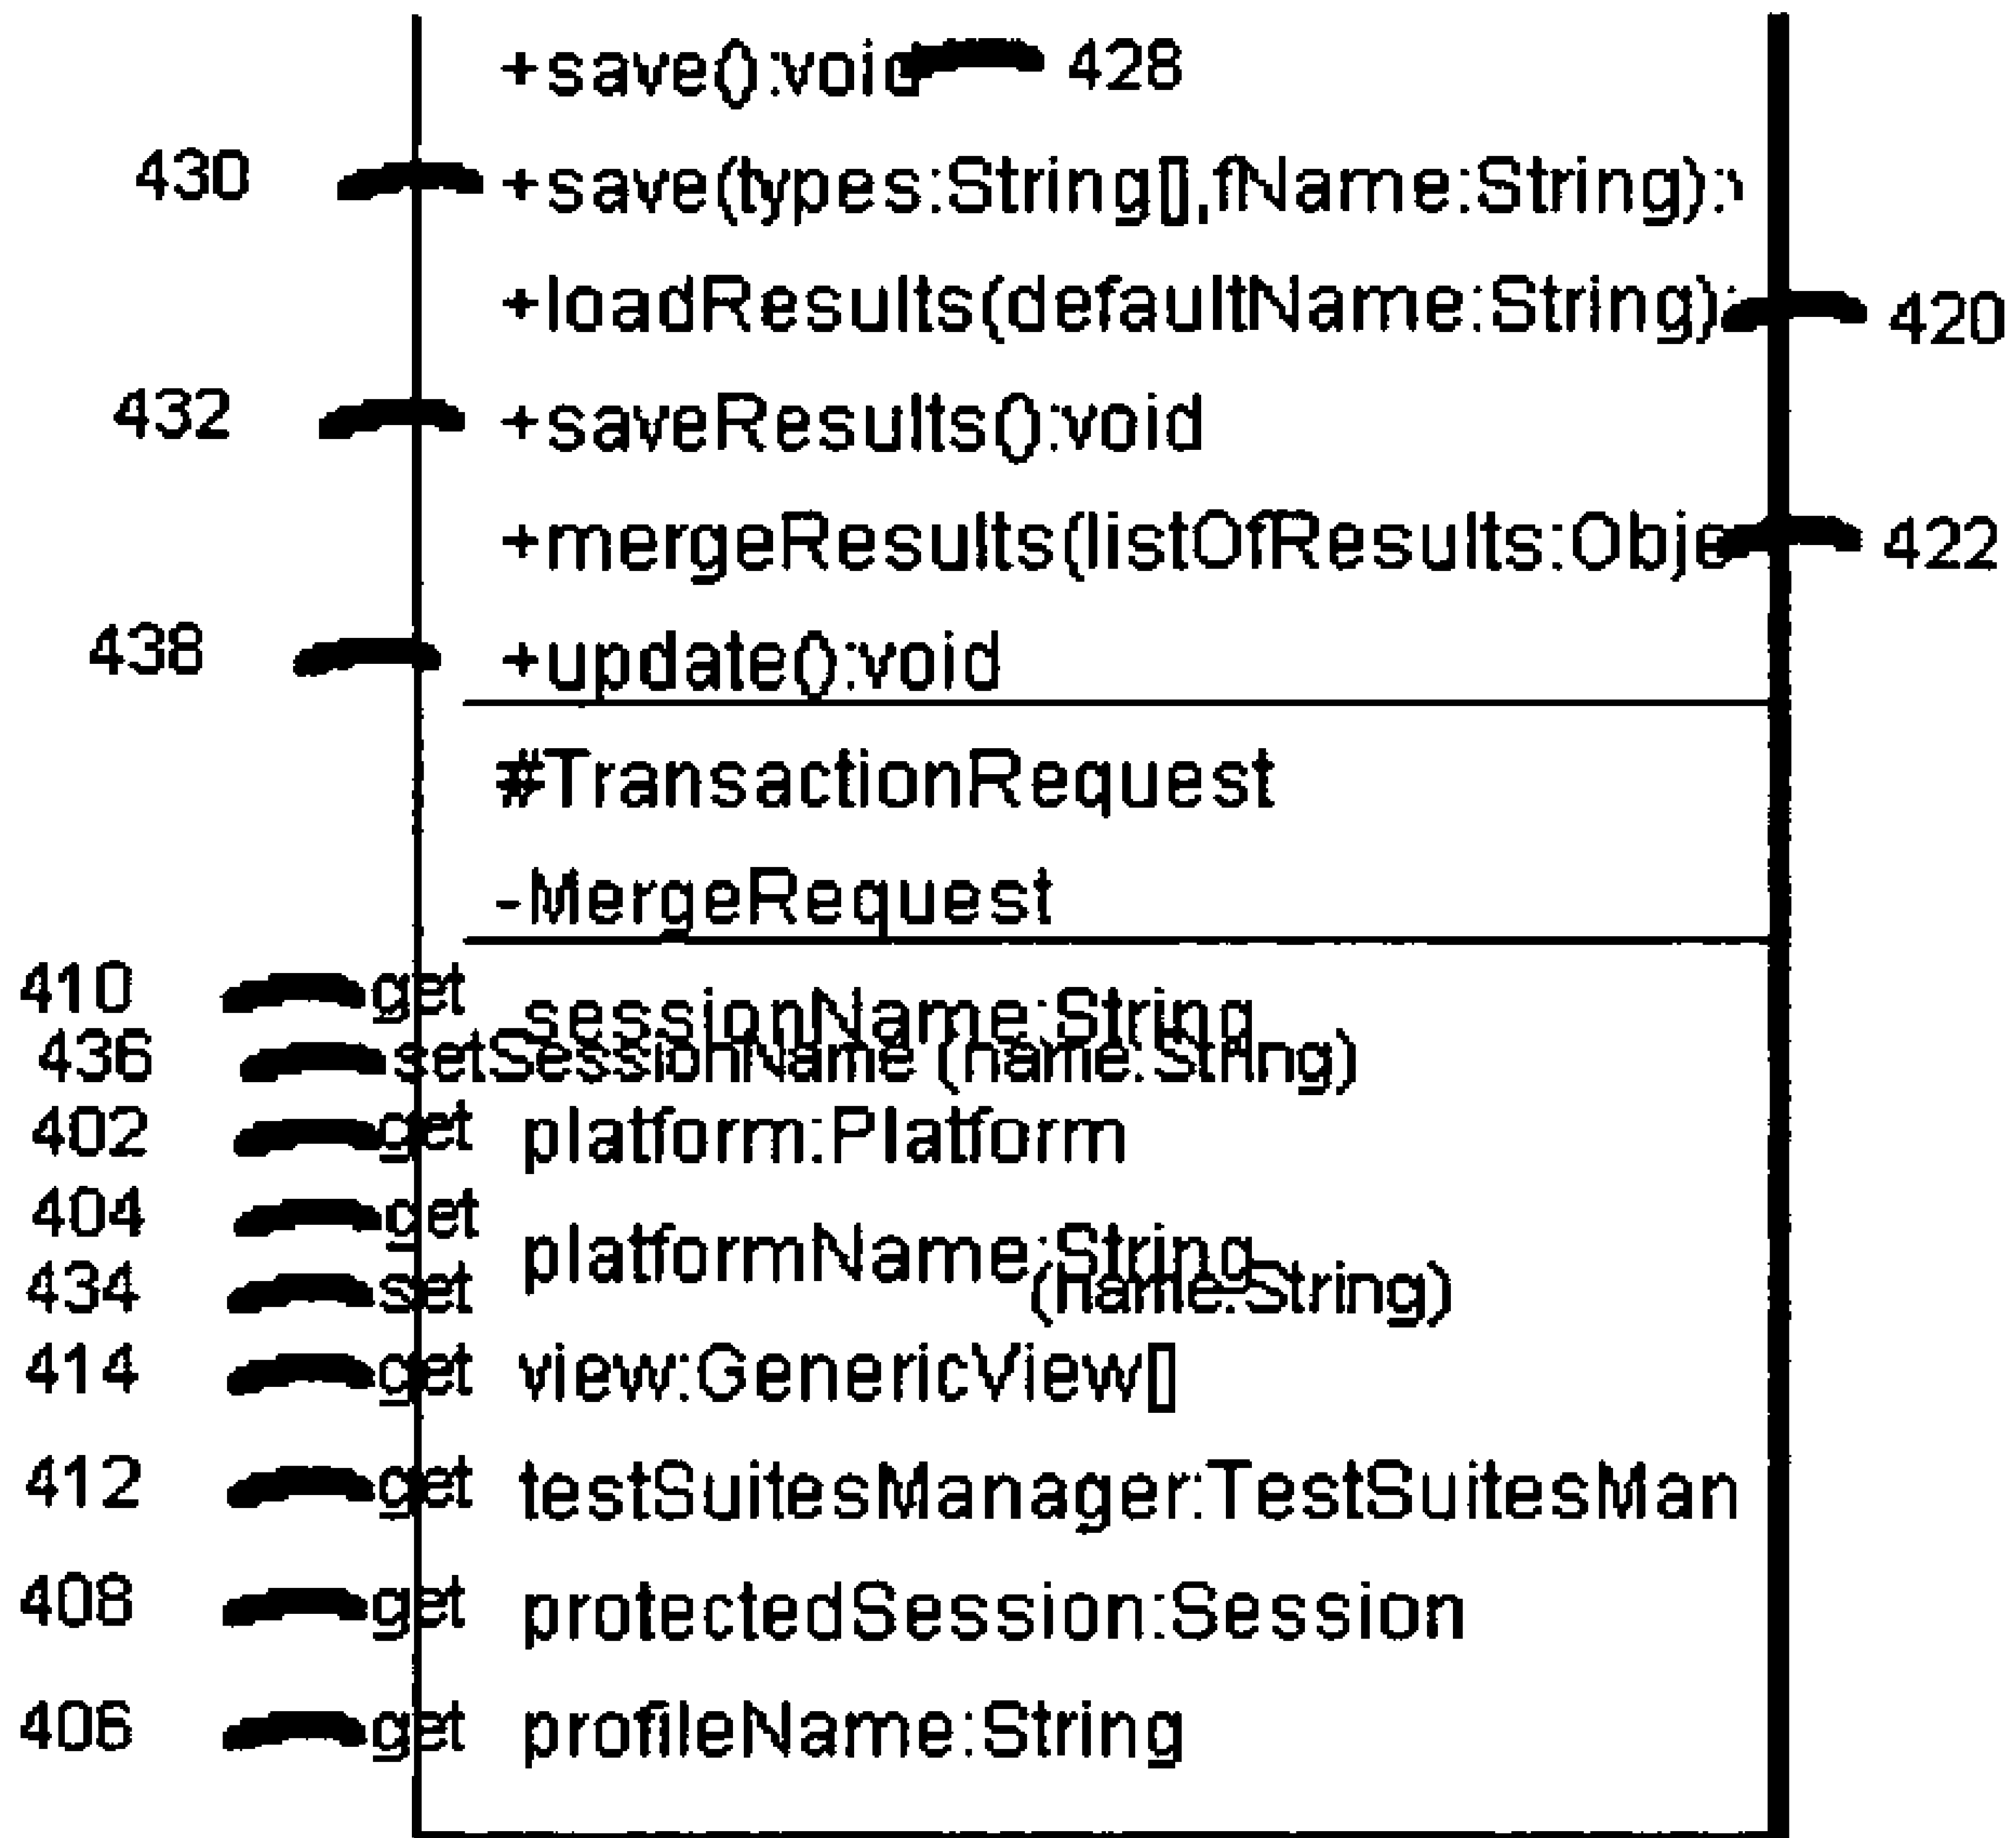 +save():void 428
430 +save(types:String[],fName:String):
+loadResults(defaultName:String): 420
432 +saveResults():void
+mergeResults(listOfResults:Obje 422
438 +update():void
#TransactionRequest
-MergeRequest
410 get sessionName:String
436 setSessionName (name:String)
402 get platform:Platform
404 get platformName:String
434 set (name:String)
414 get view:GenericView[]
412 get testSuitesManager:TestSuitesMan
408 get protectedSession:Session
406 get profileName:String